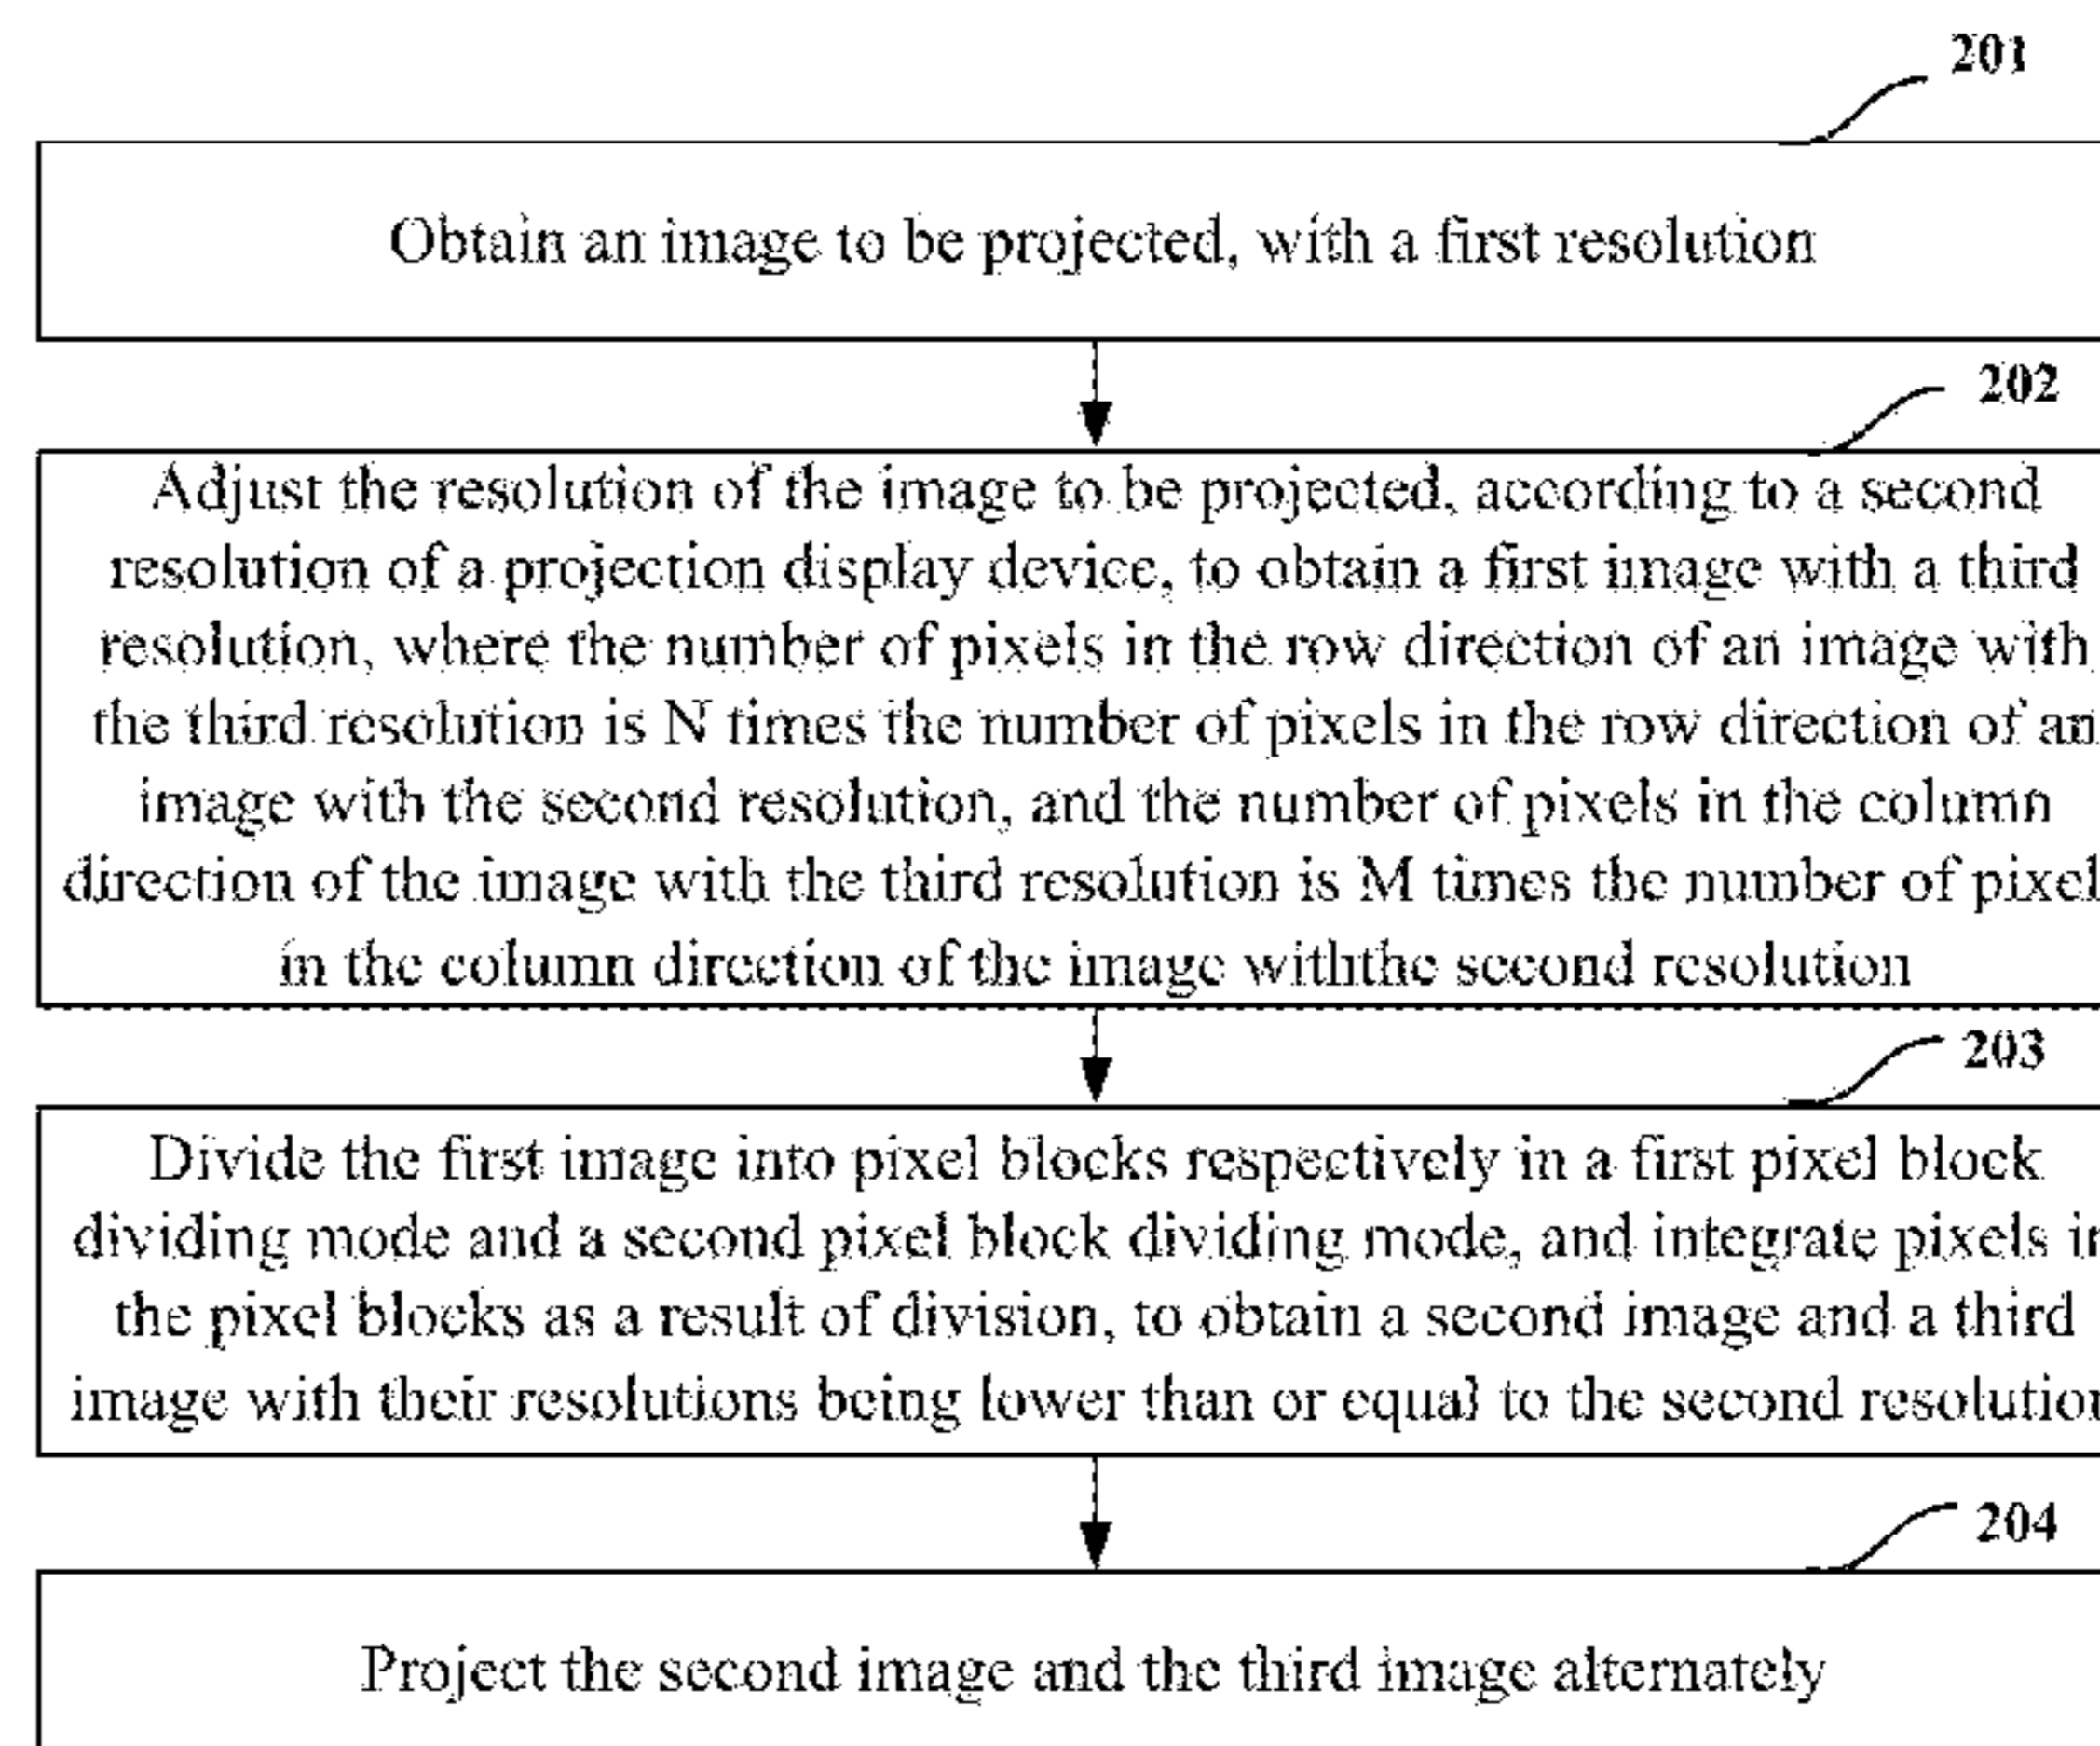 201
Obtain an image to be projected, with a first resolution
202
Adjust the resolution of the image to be projected, according to a second
resolution of a projection display device, to obtain a first image with a third
resolution, where the number of pixels in the row direction of an image with
the third resolution is N times the number of pixels in the row direction of an
image with the second resolution, and the number of pixels in the column
direction of the image with the third resolution is M times the number of pixel
in the column direction of the image withthe second resolution
203
Divide the first image into pixel blocks respectively in a first pixel block
dividing mode and a second pixel block dividing mode, and integrate pixels in
the pixel blocks as a result of division, to obtain a second image and a third
image with their resolutions being lower than or equal to the second resolution
204
Project the second image and the third image alternately